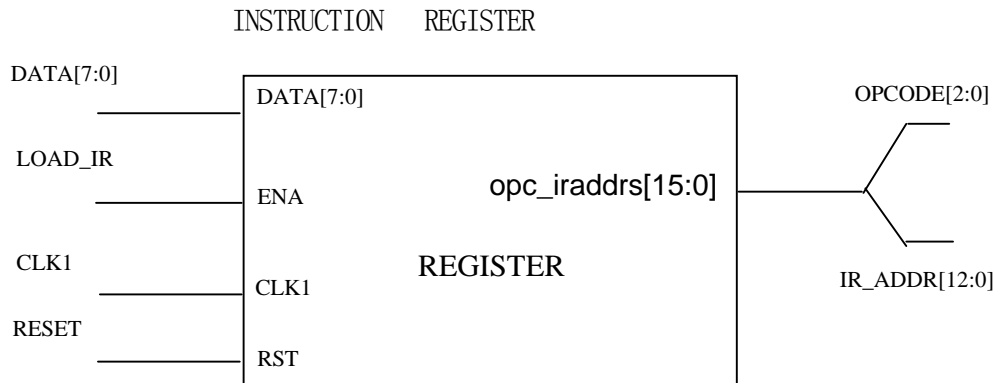 INSTRUCTION REGISTER
DATA[7:0]
DATA[7:0]
OPCODE[2:0]
LOAD_IR
ENA
opc_iraddrs[15:0]
CLK1
CLK1
REGISTER
IR_ADDR[12:0]
RESET
RST